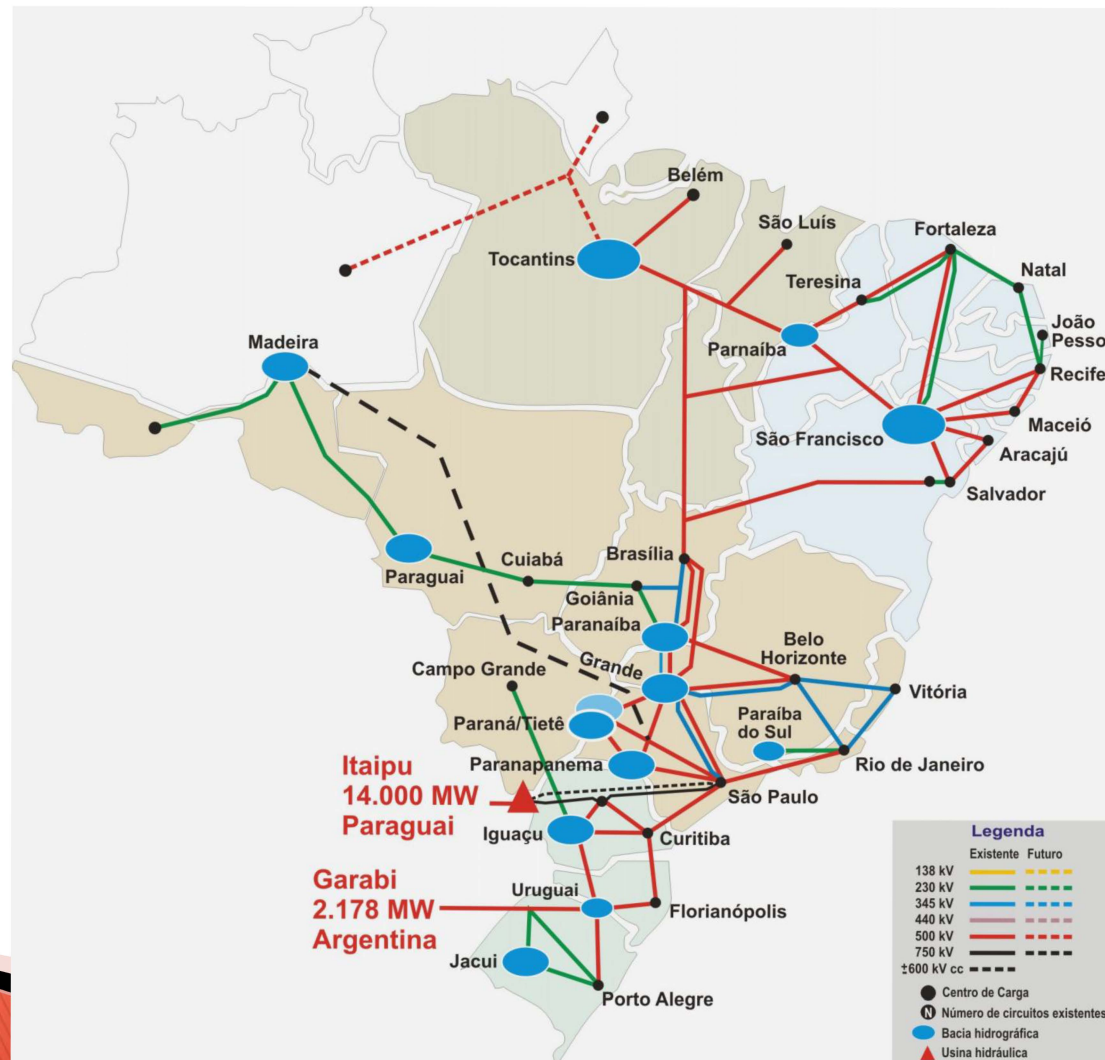 Belém
São Luís
Fortaleza
Tocantins
Teresina
Natal
João
Pesso
Madeira
Parnaíba
Recife
São Francisco
Maceió
Aracajú
Salvador
Brasília
Cuiabá
Paraguai
Goiânia
Paranaíba
Belo
Horizonte
Grande
Campo Grande
Vitória
Paraná/Tietê
Paraíba
do Sul
Paranapanema
Rio de Janeiro
Itaipu
14.000 MW
Paraguai
São Paulo
Iguaçu
Curitiba
Garabi
2.178 MW
Argentina
Uruguai
Florianópolis
Jacui
Porto Alegre
Legenda
Existente Futuro
138 kV
230 kV
345 kV
440 kV
500 kV
750 kV
±600 kV cc
Centro de Carga
N Número de circuitos existentes
Bacia hidrográfica
Usina hidráulica